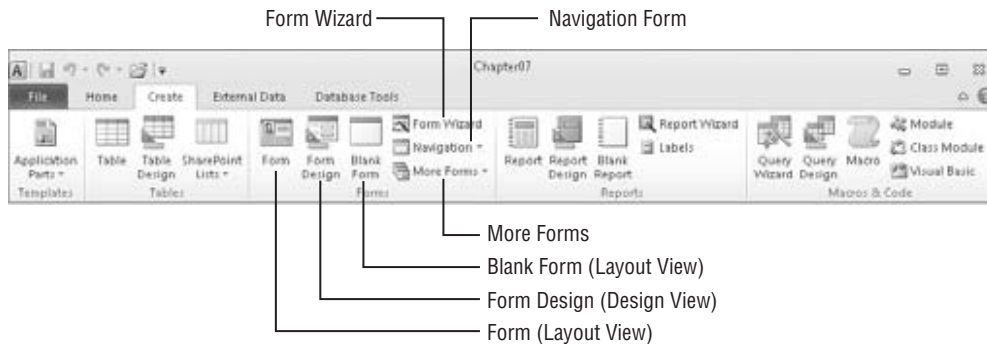 Form Wizard
Navigation Form
Chapter07
File Home Create External Data Database Tools
Application Parts
Table
Table Design
SharePoint Lists
Form
Form Design
Blank Form
Form Wizard
Navigation
More Forms
Report
Report Design
Blank Report
Report Wizard
Labels
Query Wizard
Query Design
Macro
Module
Class Module
Visual Basic
Templates
Tables
Forms
Reports
Macros & Code
More Forms
Blank Form (Layout View)
Form Design (Design View)
Form (Layout View)